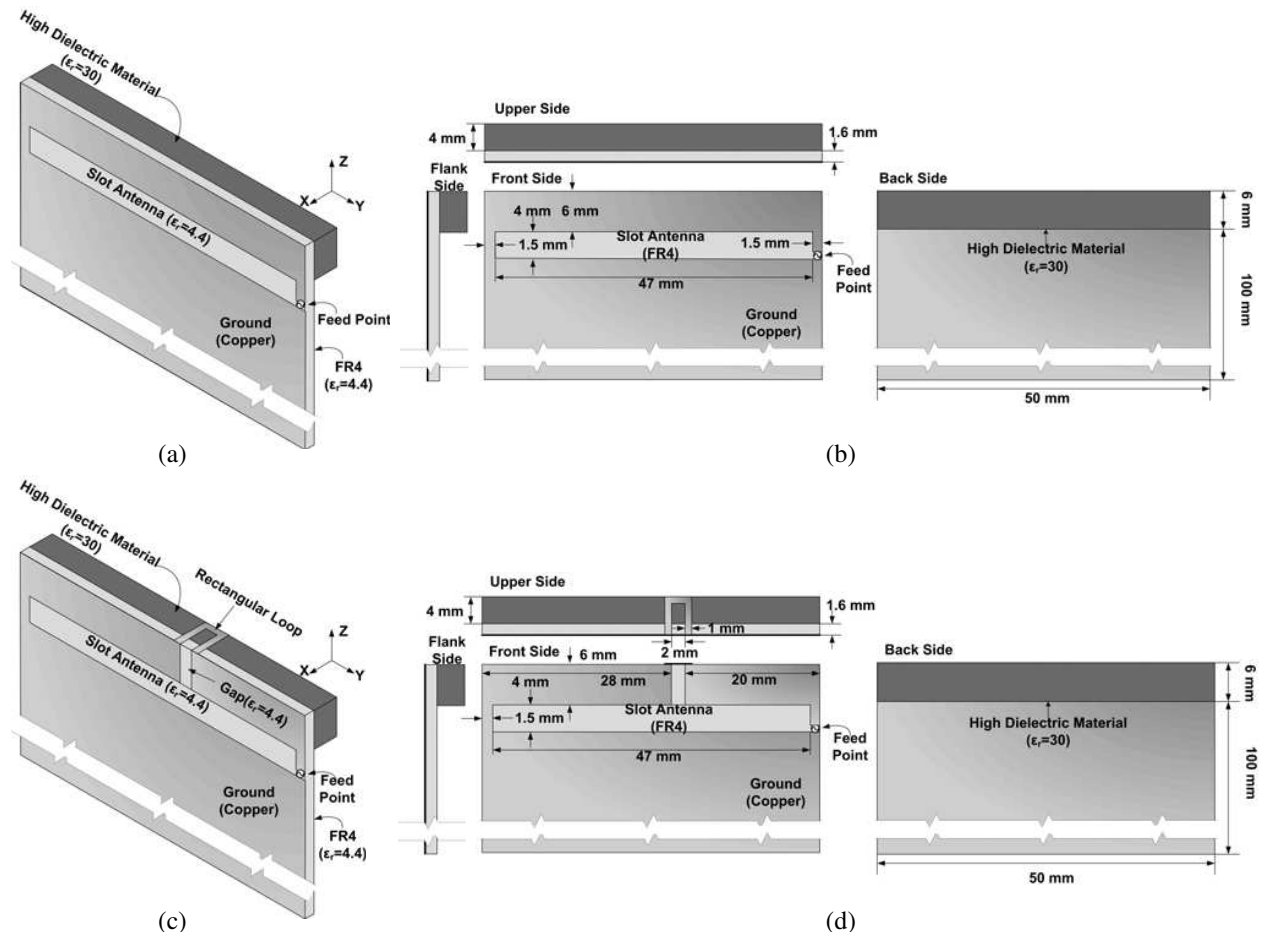 High Dielectric Material
(εr=30)
Slot Antenna (εr=4.4)
Z
X
Y
Feed Point
Ground
(Copper)
FR4
(εr=4.4)
(a)
Upper Side
4 mm
1.6 mm
Flank
Side
Front Side
4 mm
6 mm
1.5 mm
Slot Antenna
(FR4)
1.5 mm
Feed
Point
47 mm
Ground
(Copper)
Back Side
High Dielectric Material
(εr=30)
6 mm
100 mm
50 mm
(b)
High Dielectric Material
(εr=30)
Rectangular Loop
Slot Antenna (εr=4.4)
Gap(εr=4.4)
Z
X
Y
Feed
Point
Ground
(Copper)
FR4
(εr=4.4)
(c)
Upper Side
4 mm
1.6 mm
1 mm
2 mm
Flank
Side
Front Side
6 mm
4 mm
28 mm
20 mm
1.5 mm
Slot Antenna
(FR4)
Feed
Point
47 mm
Ground
(Copper)
Back Side
High Dielectric Material
(εr=30)
6 mm
100 mm
50 mm
(d)